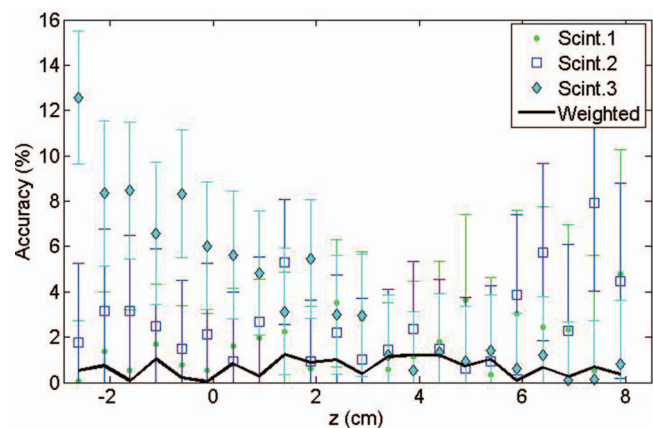 16
14
12
10
8
6
4
2
0
Accuracy (%)
-2
0
2
4
6
8
z (cm)
Scint.1
Scint.2
Scint.3
Weighted